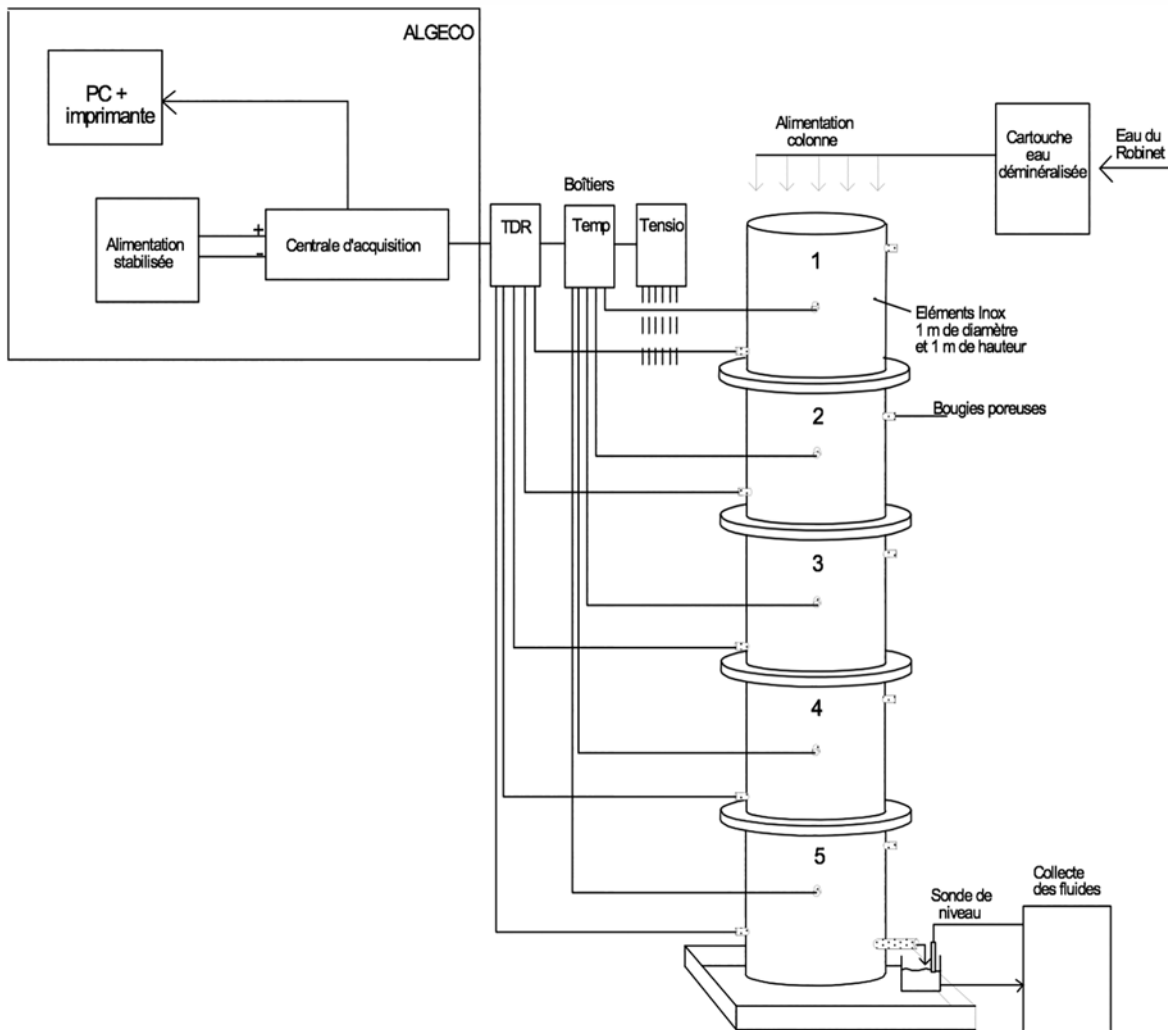 ALGECO
PC +
imprimante
Alimentation
stabilisée
+
-
Centrale d'acquisition
Boîtiers
TDR
Temp
Tensio
Alimentation
colonne
Cartouche
eau
déminéralisée
Eau du
Robinet
1
Eléments Inox
1 m de diamètre
et 1 m de hauteur
2
Bougies poreuses
3
4
5
Sonde de
niveau
Collecte
des fluides